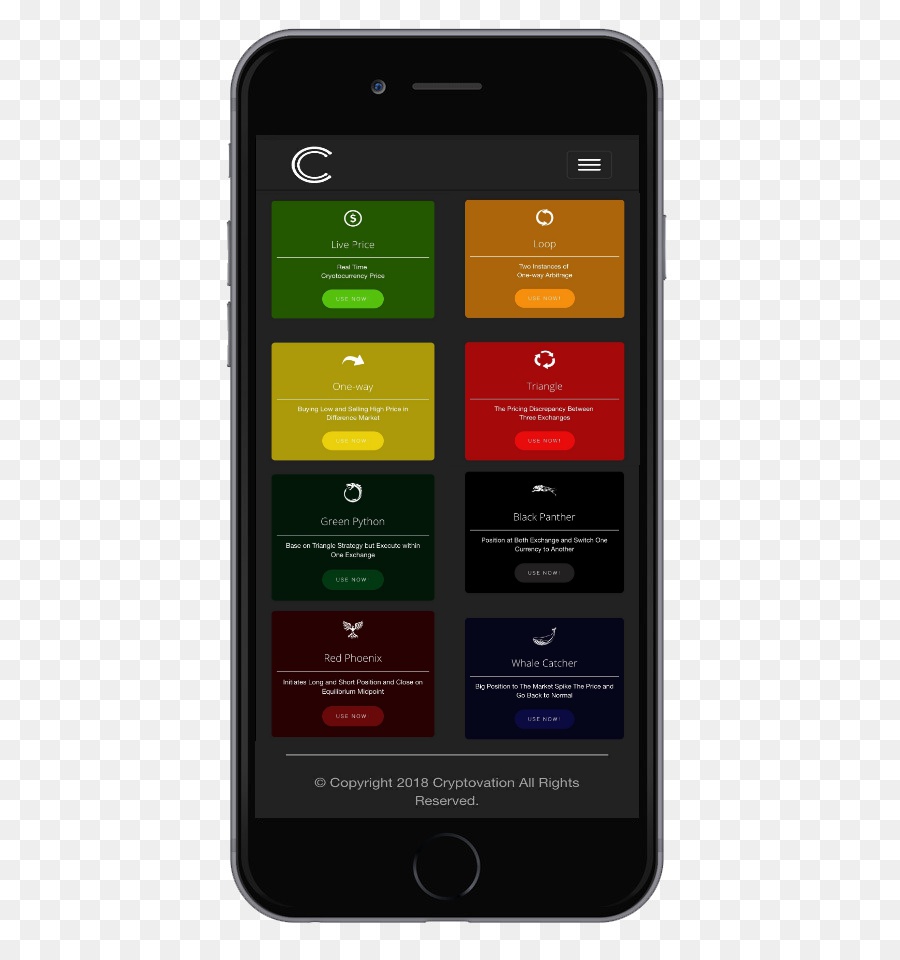 Live Price
Real Time
Cryptocurrency Price
USE NOW!
Loop
Two Instances of
One-way Arbitrage
USE NOW!
One-way
Buying Low and Selling High Price in
Difference Market
USE NOW!
Triangle
The Pricing Discrepancy Between
Three Exchanges
USE NOW!
Green Python
Base on Triangle Strategy but Execute within
One Exchange
USE NOW!
Black Panther
Position at Both Exchange and Switch One
Currency to Another
USE NOW!
Red Phoenix
Initiates Long and Short Position and Close on
Equilibrium Midpoint
USE NOW!
Whale Catcher
Big Position to The Market Spike The Price and
Go Back to Normal
USE NOW!
© Copyright 2018 Cryptovation All Rights
Reserved.